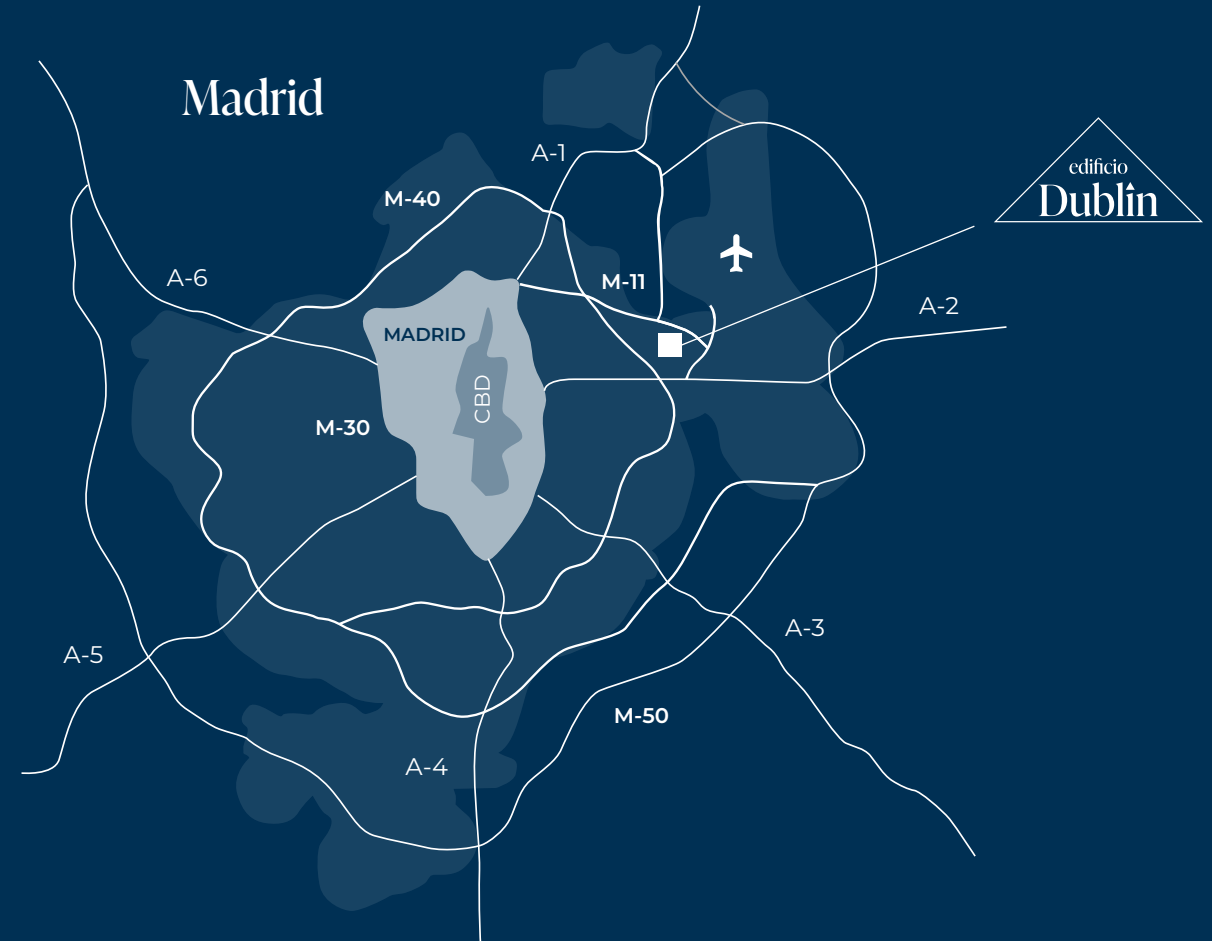 Madrid
A-1
edificio
Dublin
M-40
A-6
M-11
A-2
MADRID
CBD
M-30
A-3
A-5
M-50
A-4